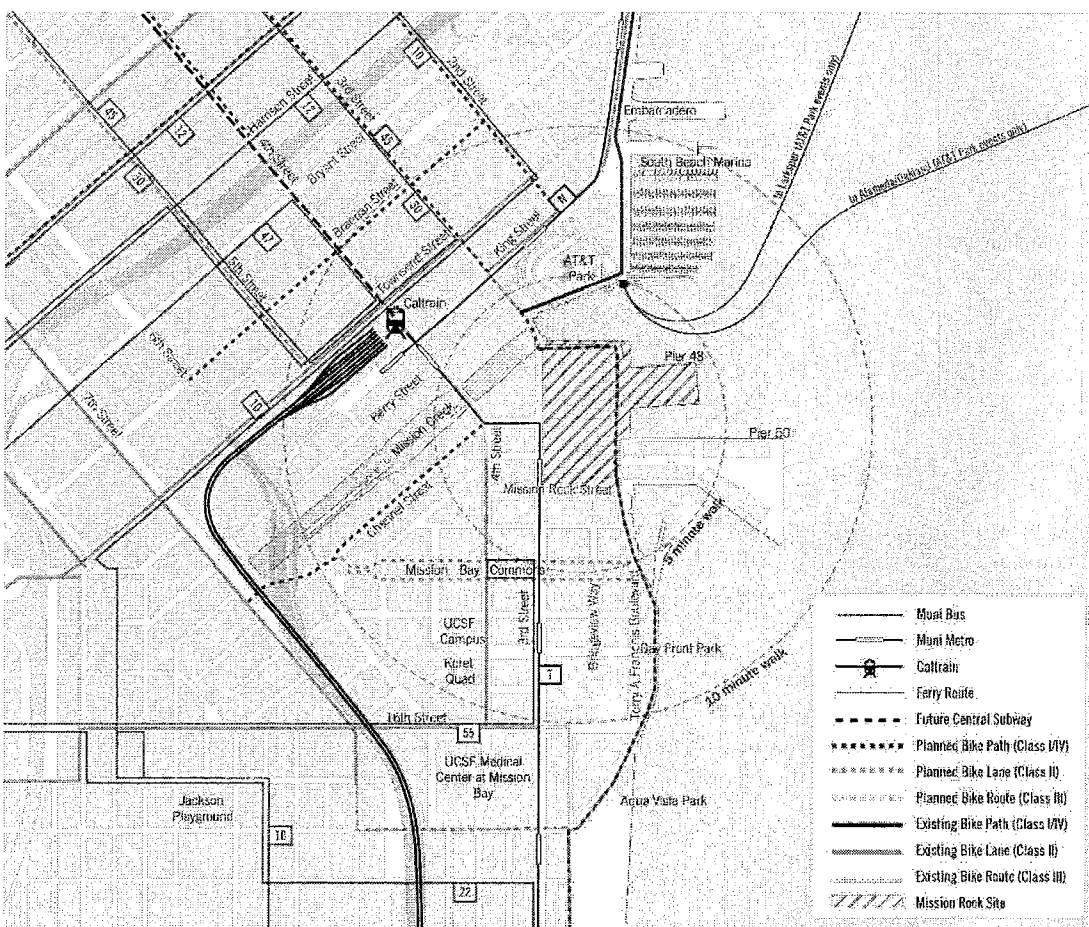 10
2nd Street
3rd Street
45
12
Harrison Street
12
45
4th Street
Bryant Street
30
Embarcadero
South Beach Marina
to Larkspur (AT&T Park events only)
to Alameda/Oakland (AT&T Park events only)
Brannan Street
30
N
47
King Street
Townsend Street
5th Street
AT&T
Park
Caltrain
6th Street
Pier 48
7th Street
10
Berry Street
Mission Creek
Pier 50
4th Street
Mission Rock Street
Channel Street
5 minute walk
Mission Bay Commons
UCSF
Campus
3rd Street
Bridgeview Way
Terry A Francois Boulevard
Bay Front Park
Koret
Quad
T
10 minute walk
16th Street
55
UCSF Medical
Center at Mission
Bay
Jackson
Playground
Agua Vista Park
10
22
Muni Bus
Muni Metro
Caltrain
Ferry Route
Future Central Subway
Planned Bike Path (Class I/IV)
Planned Bike Lane (Class II)
Planned Bike Route (Class III)
Existing Bike Path (Class I/IV)
Existing Bike Lane (Class II)
Existing Bike Route (Class III)
Mission Rock Site